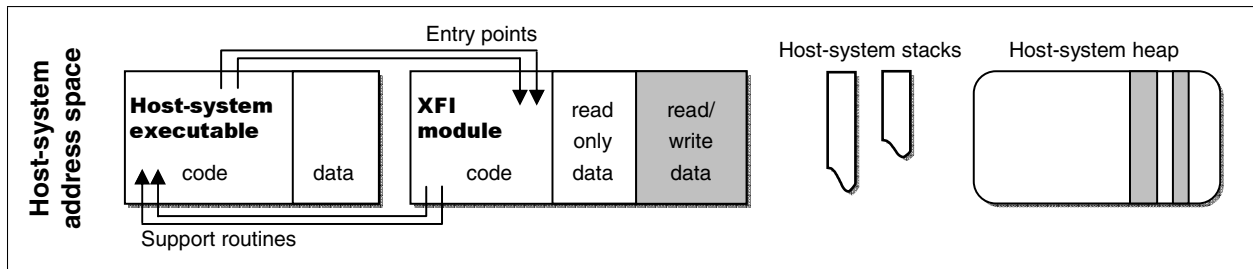 Host-system
address space
Entry points
Host-system
executable
code
data
XFI
module
code
read
only
data
read/
write
data
Support routines
Host-system stacks
Host-system heap